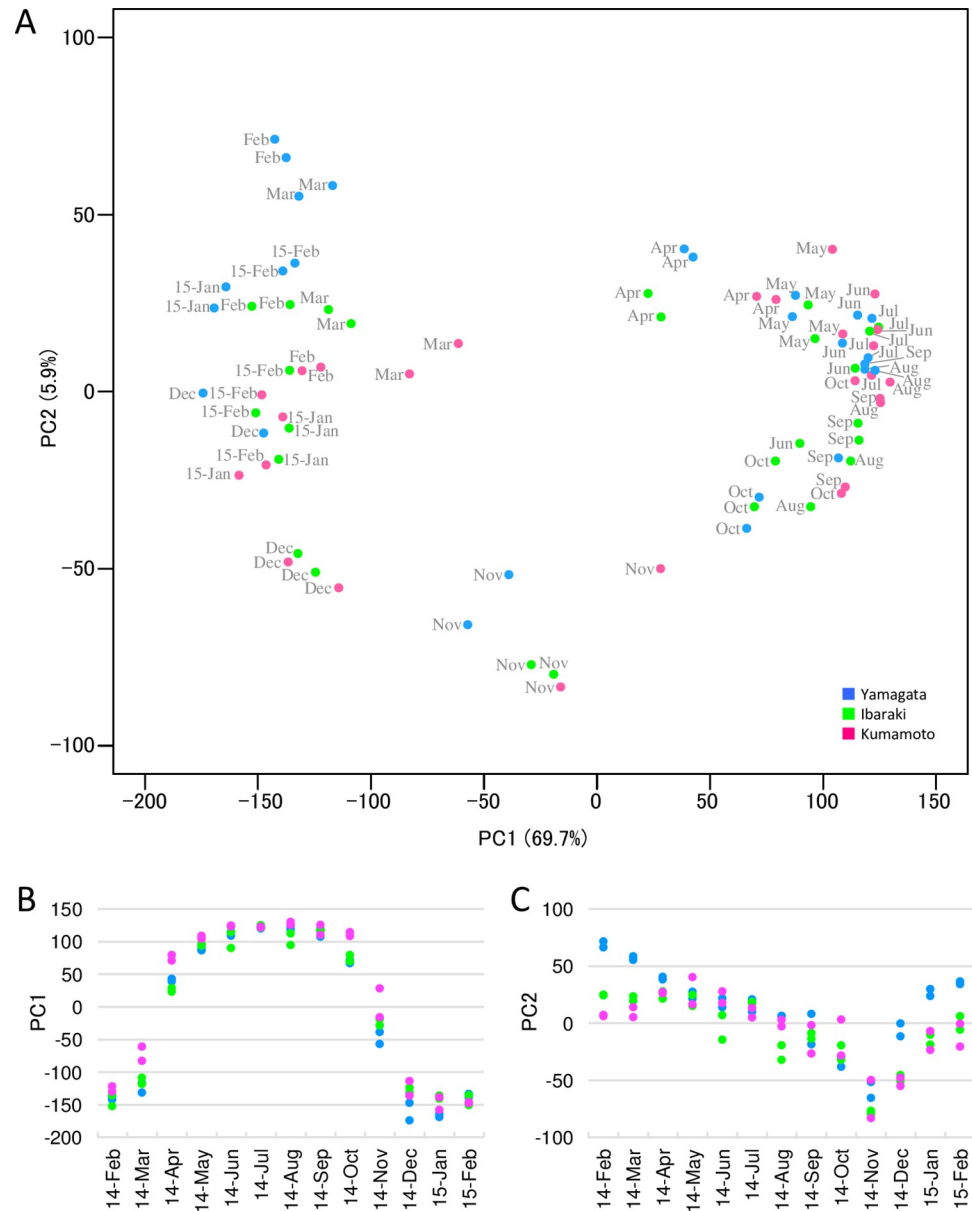 A
100
50
0
−50
−100
PC2 (5.9%)
Feb
Feb
Mar
Mar
15-Feb
15-Feb
15-Jan
15-Jan
Feb
Feb
Mar
Mar
Mar
Mar
15-Feb
Feb
Feb
Dec
15-Feb
15-Feb
15-Jan
15-Jan
Dec
15-Feb
15-Jan
15-Jan
Dec
Dec
Dec
Dec
Nov
Nov
Nov
Nov
Nov
Nov
Apr
Apr
Apr
Apr
Apr
Apr
May
May
May
May
May
May
Jun
Jun
Jul
Jul
Jun
Jul
Jun
Jul
Jul
Sep
Jun
Oct
Jul
Aug
Aug
Sep
Aug
Sep
Sep
Jun
Oct
Sep
Aug
Sep
Oct
Oct
Oct
Aug
Oct
Yamagata
Ibaraki
Kumamoto
−200
−150
−100
−50
0
50
100
150
PC1 (69.7%)
B
150
100
50
0
-50
-100
-150
-200
PC1
14-Feb
14-Mar
14-Apr
14-May
14-Jun
14-Jul
14-Aug
14-Sep
14-Oct
14-Nov
14-Dec
15-Jan
15-Feb
C
100
50
0
-50
-100
PC2
14-Feb
14-Mar
14-Apr
14-May
14-Jun
14-Jul
14-Aug
14-Sep
14-Oct
14-Nov
14-Dec
15-Jan
15-Feb